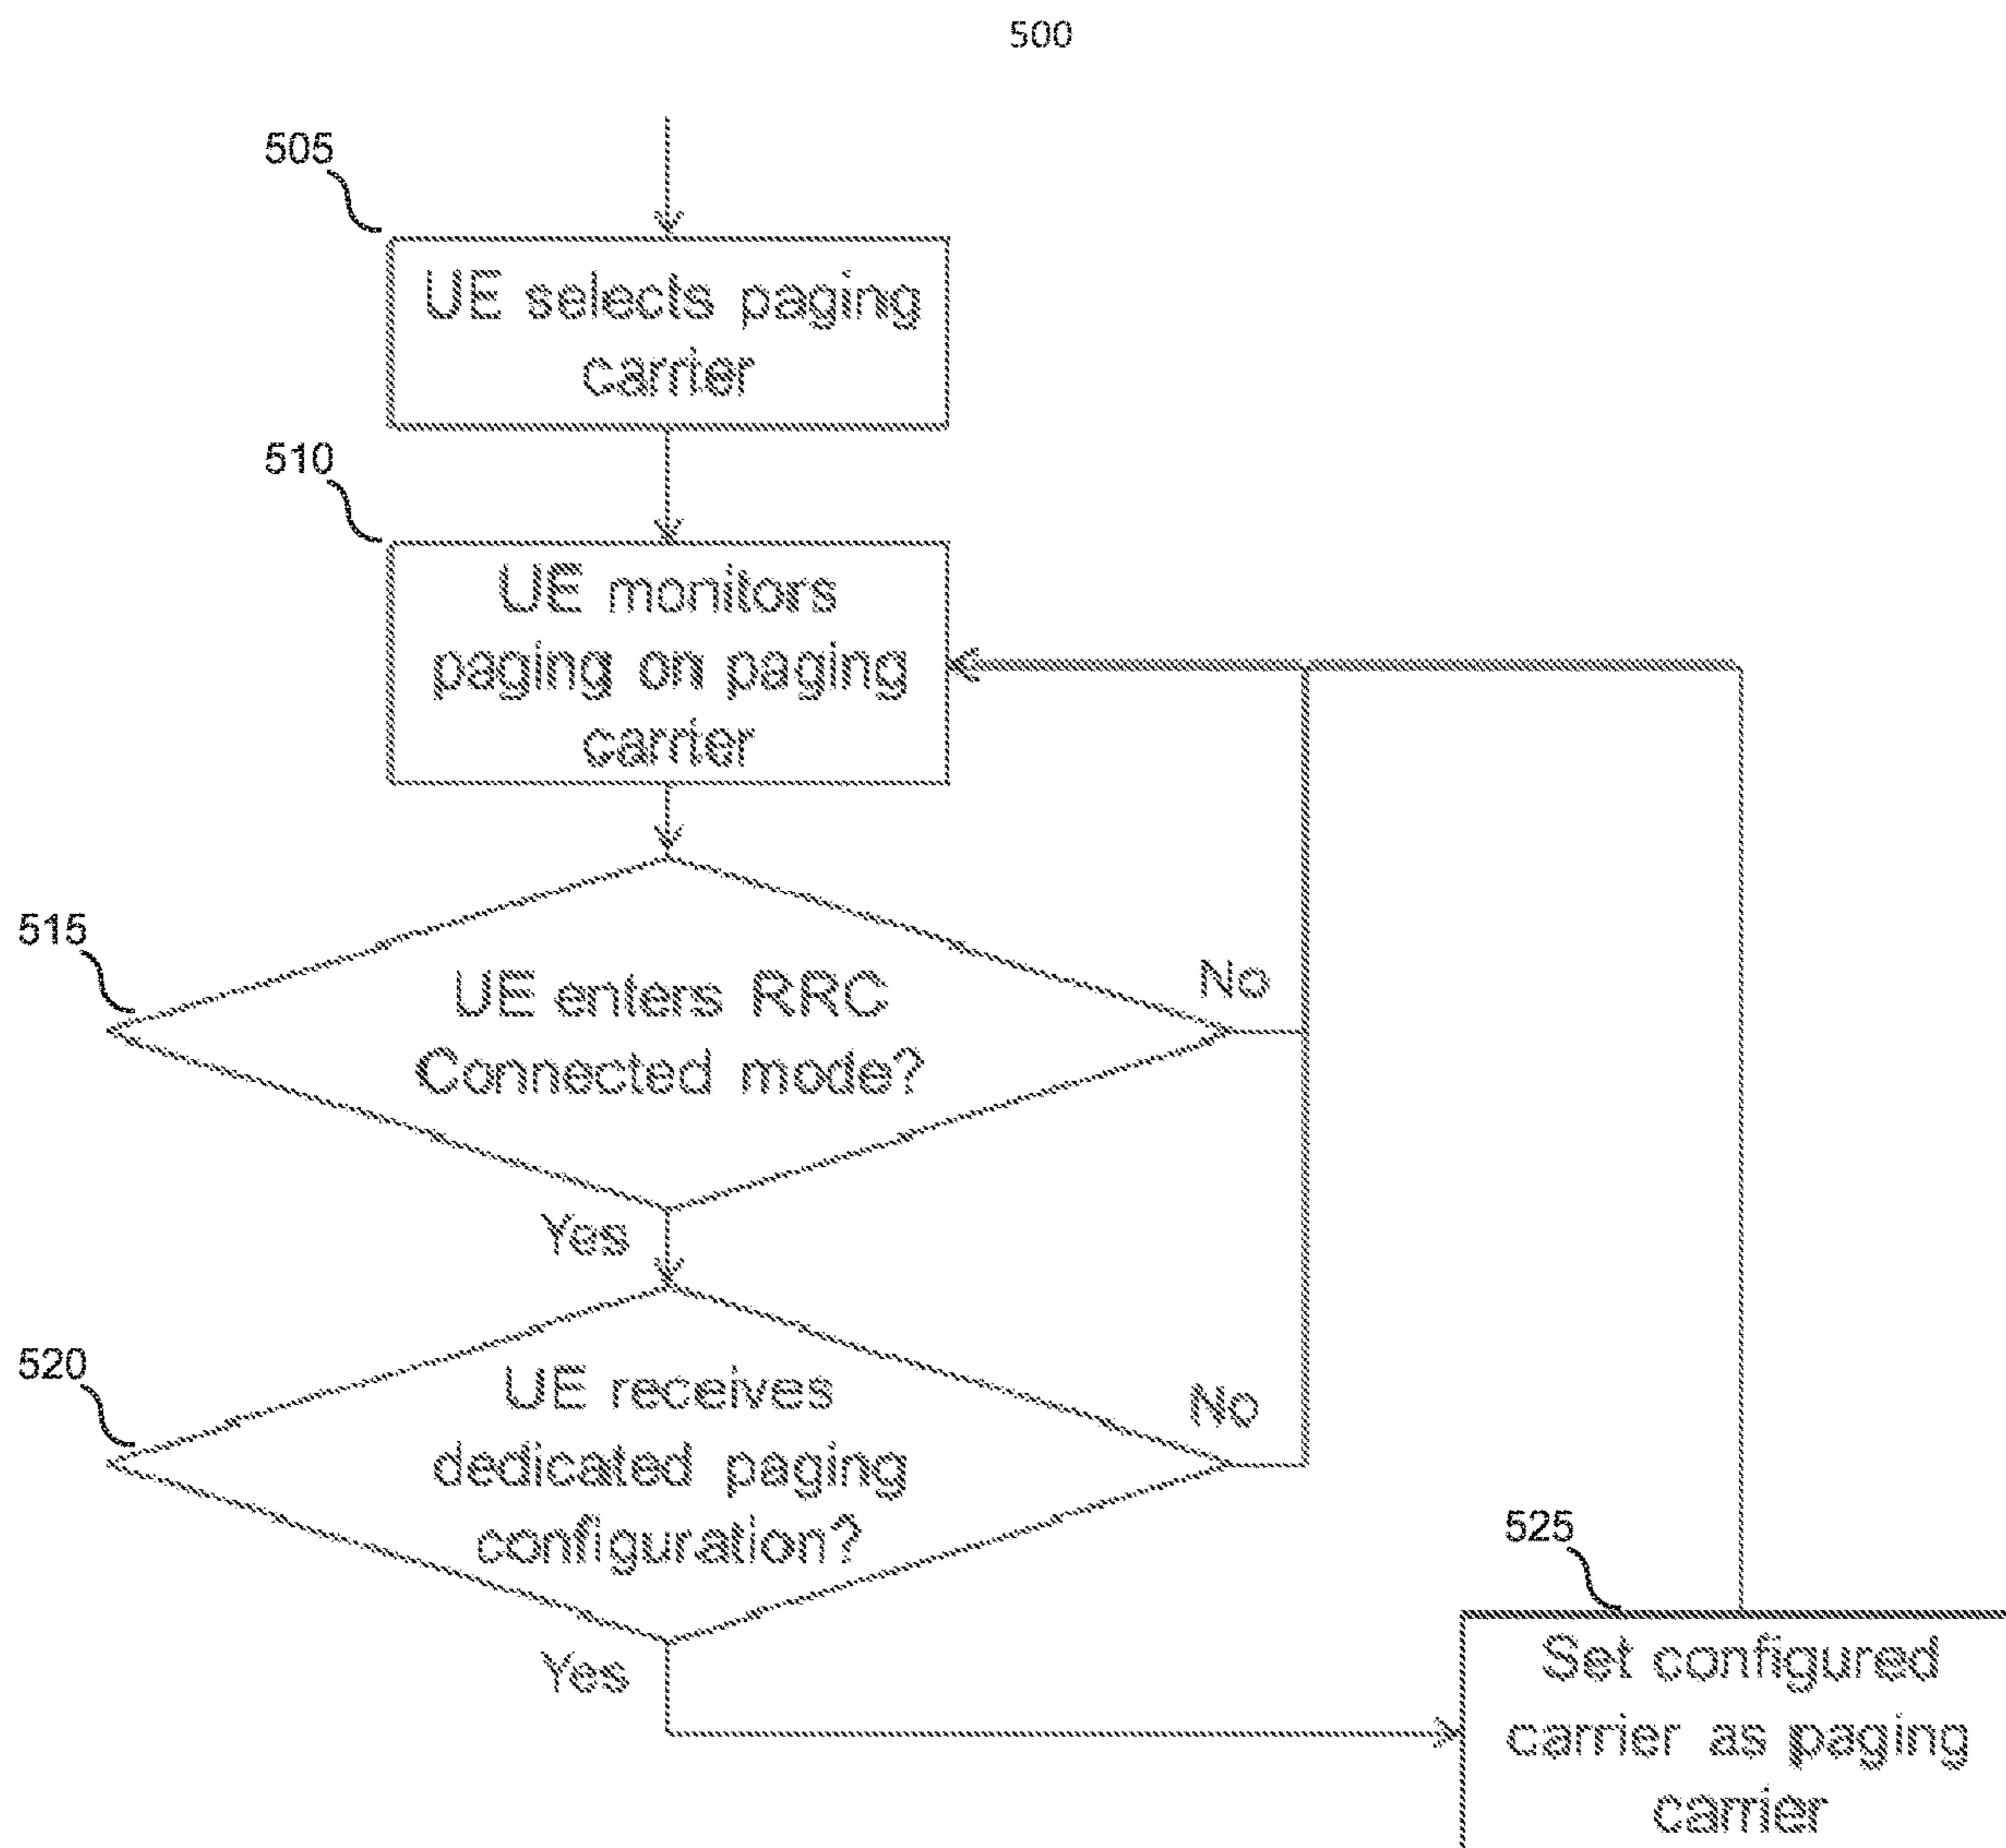 500
505
UE selects paging
carrier
510
UE monitors
paging on paging
carrier
515
UE enters RRC
Connected mode?
No
Yes
520
UE receives
dedicated paging
configuration?
No
Yes
525
Set configured
carrier as paging
carrier